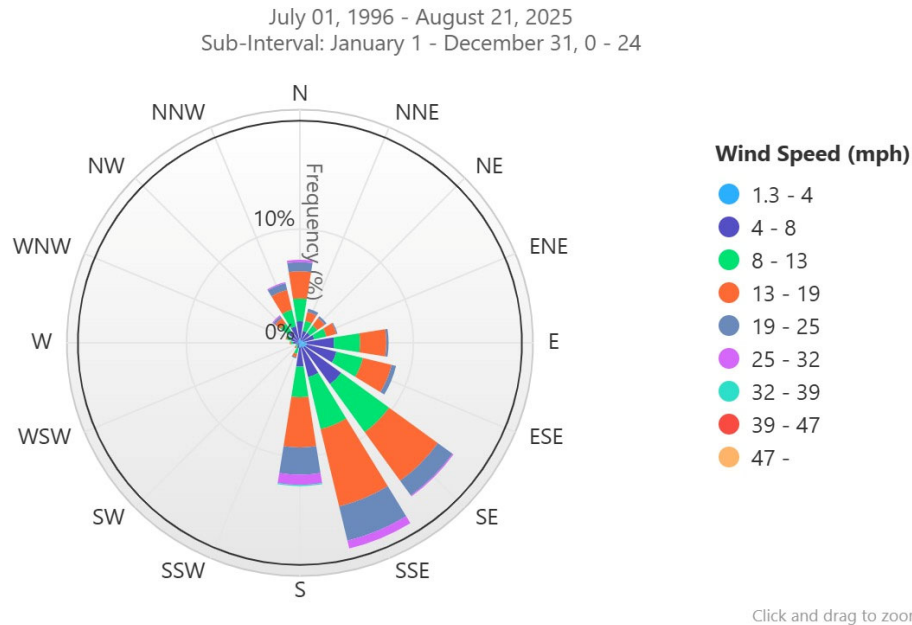 July 01, 1996 - August 21, 2025
Sub-Interval: January 1 - December 31, 0 - 24
N
NNE
NE
ENE
E
ESE
SE
SSE
S
SSW
SW
WSW
W
WNW
NW
NNW
Frequency (%)
10%
0%
Wind Speed (mph)
1.3 - 4
4 - 8
8 - 13
13 - 19
19 - 25
25 - 32
32 - 39
39 - 47
47 -
Click and drag to zoor